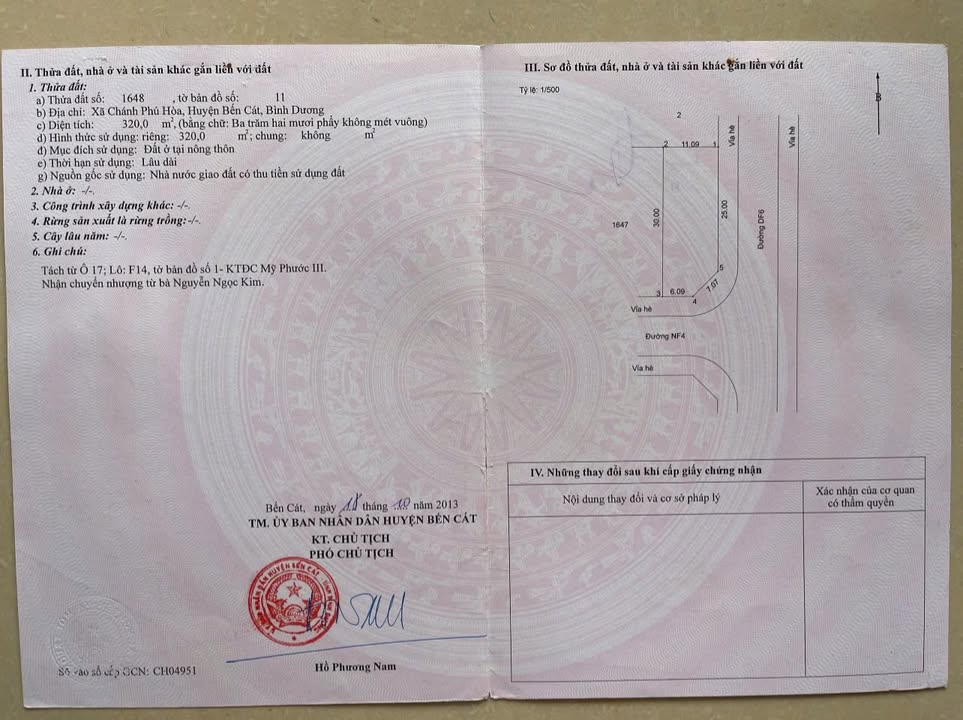 II. Thửa đất, nhà ở và tài sản khác gắn liền với đất
1. Thửa đất:
a) Thửa đất số: 1648 , tờ bản đồ số: 11
b) Địa chỉ: Xã Chánh Phú Hòa, Huyện Bến Cát, Bình Dương
c) Diện tích: 320,0 m², (bằng chữ: Ba trăm hai mươi phẩy không mét vuông)
d) Hình thức sử dụng: riêng: 320,0 m²; chung: không m²
đ) Mục đích sử dụng: Đất ở tại nông thôn
e) Thời hạn sử dụng: Lâu dài
g) Nguồn gốc sử dụng: Nhà nước giao đất có thu tiền sử dụng đất
2. Nhà ở: -/-.
3. Công trình xây dựng khác: -/-.
4. Rừng sản xuất là rừng trồng: -/-.
5. Cây lâu năm: -/-.
6. Ghi chú:
Tách từ Ô 17; Lô: F14, tờ bản đồ số 1- KTĐC Mỹ Phước III.
Nhận chuyển nhượng từ bà Nguyễn Ngọc Kim.
Bến Cát, ngày 18 tháng 10 năm 2013
TM. ỦY BAN NHÂN DÂN HUYỆN BẾN CÁT
KT. CHỦ TỊCH
PHÓ CHỦ TỊCH
Hồ Phương Nam
Số vào sổ cấp GCN: CH04951
III. Sơ đồ thửa đất, nhà ở và tài sản khác gắn liền với đất
Tỷ lệ: 1/500
B
2
2 11.09 1
Vỉa hè
Vỉa hè
1647
30.00
25.00
Đường DF6
5
7.07
3 6.09 4
Vỉa hè
Đường NF4
Vỉa hè
IV. Những thay đổi sau khi cấp giấy chứng nhận
Nội dung thay đổi và cơ sở pháp lý
Xác nhận của cơ quan
có thẩm quyền